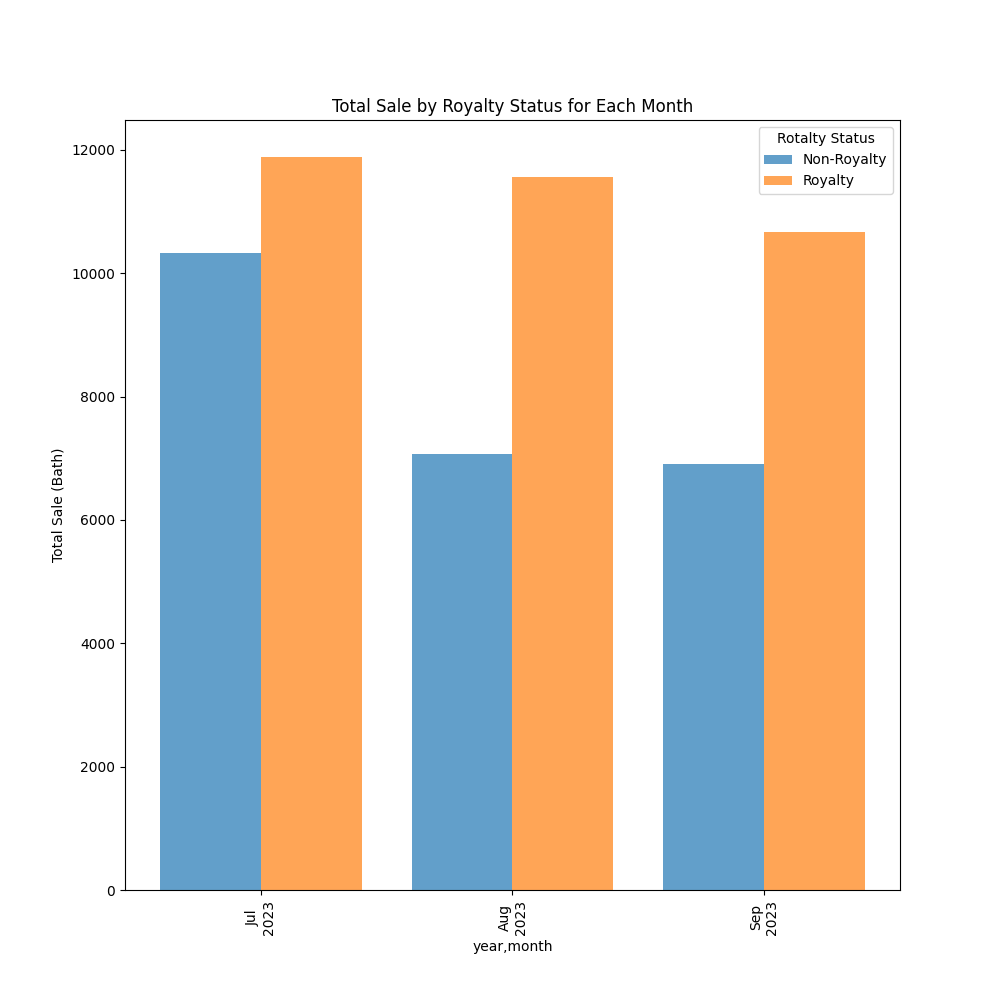 Total Sale by Royalty Status for Each Month
Rotalty Status
Non-Royalty
Royalty
Total Sale (Bath)
12000
10000
8000
6000
4000
2000
0
Jul
2023
Aug
2023
Sep
2023
year,month